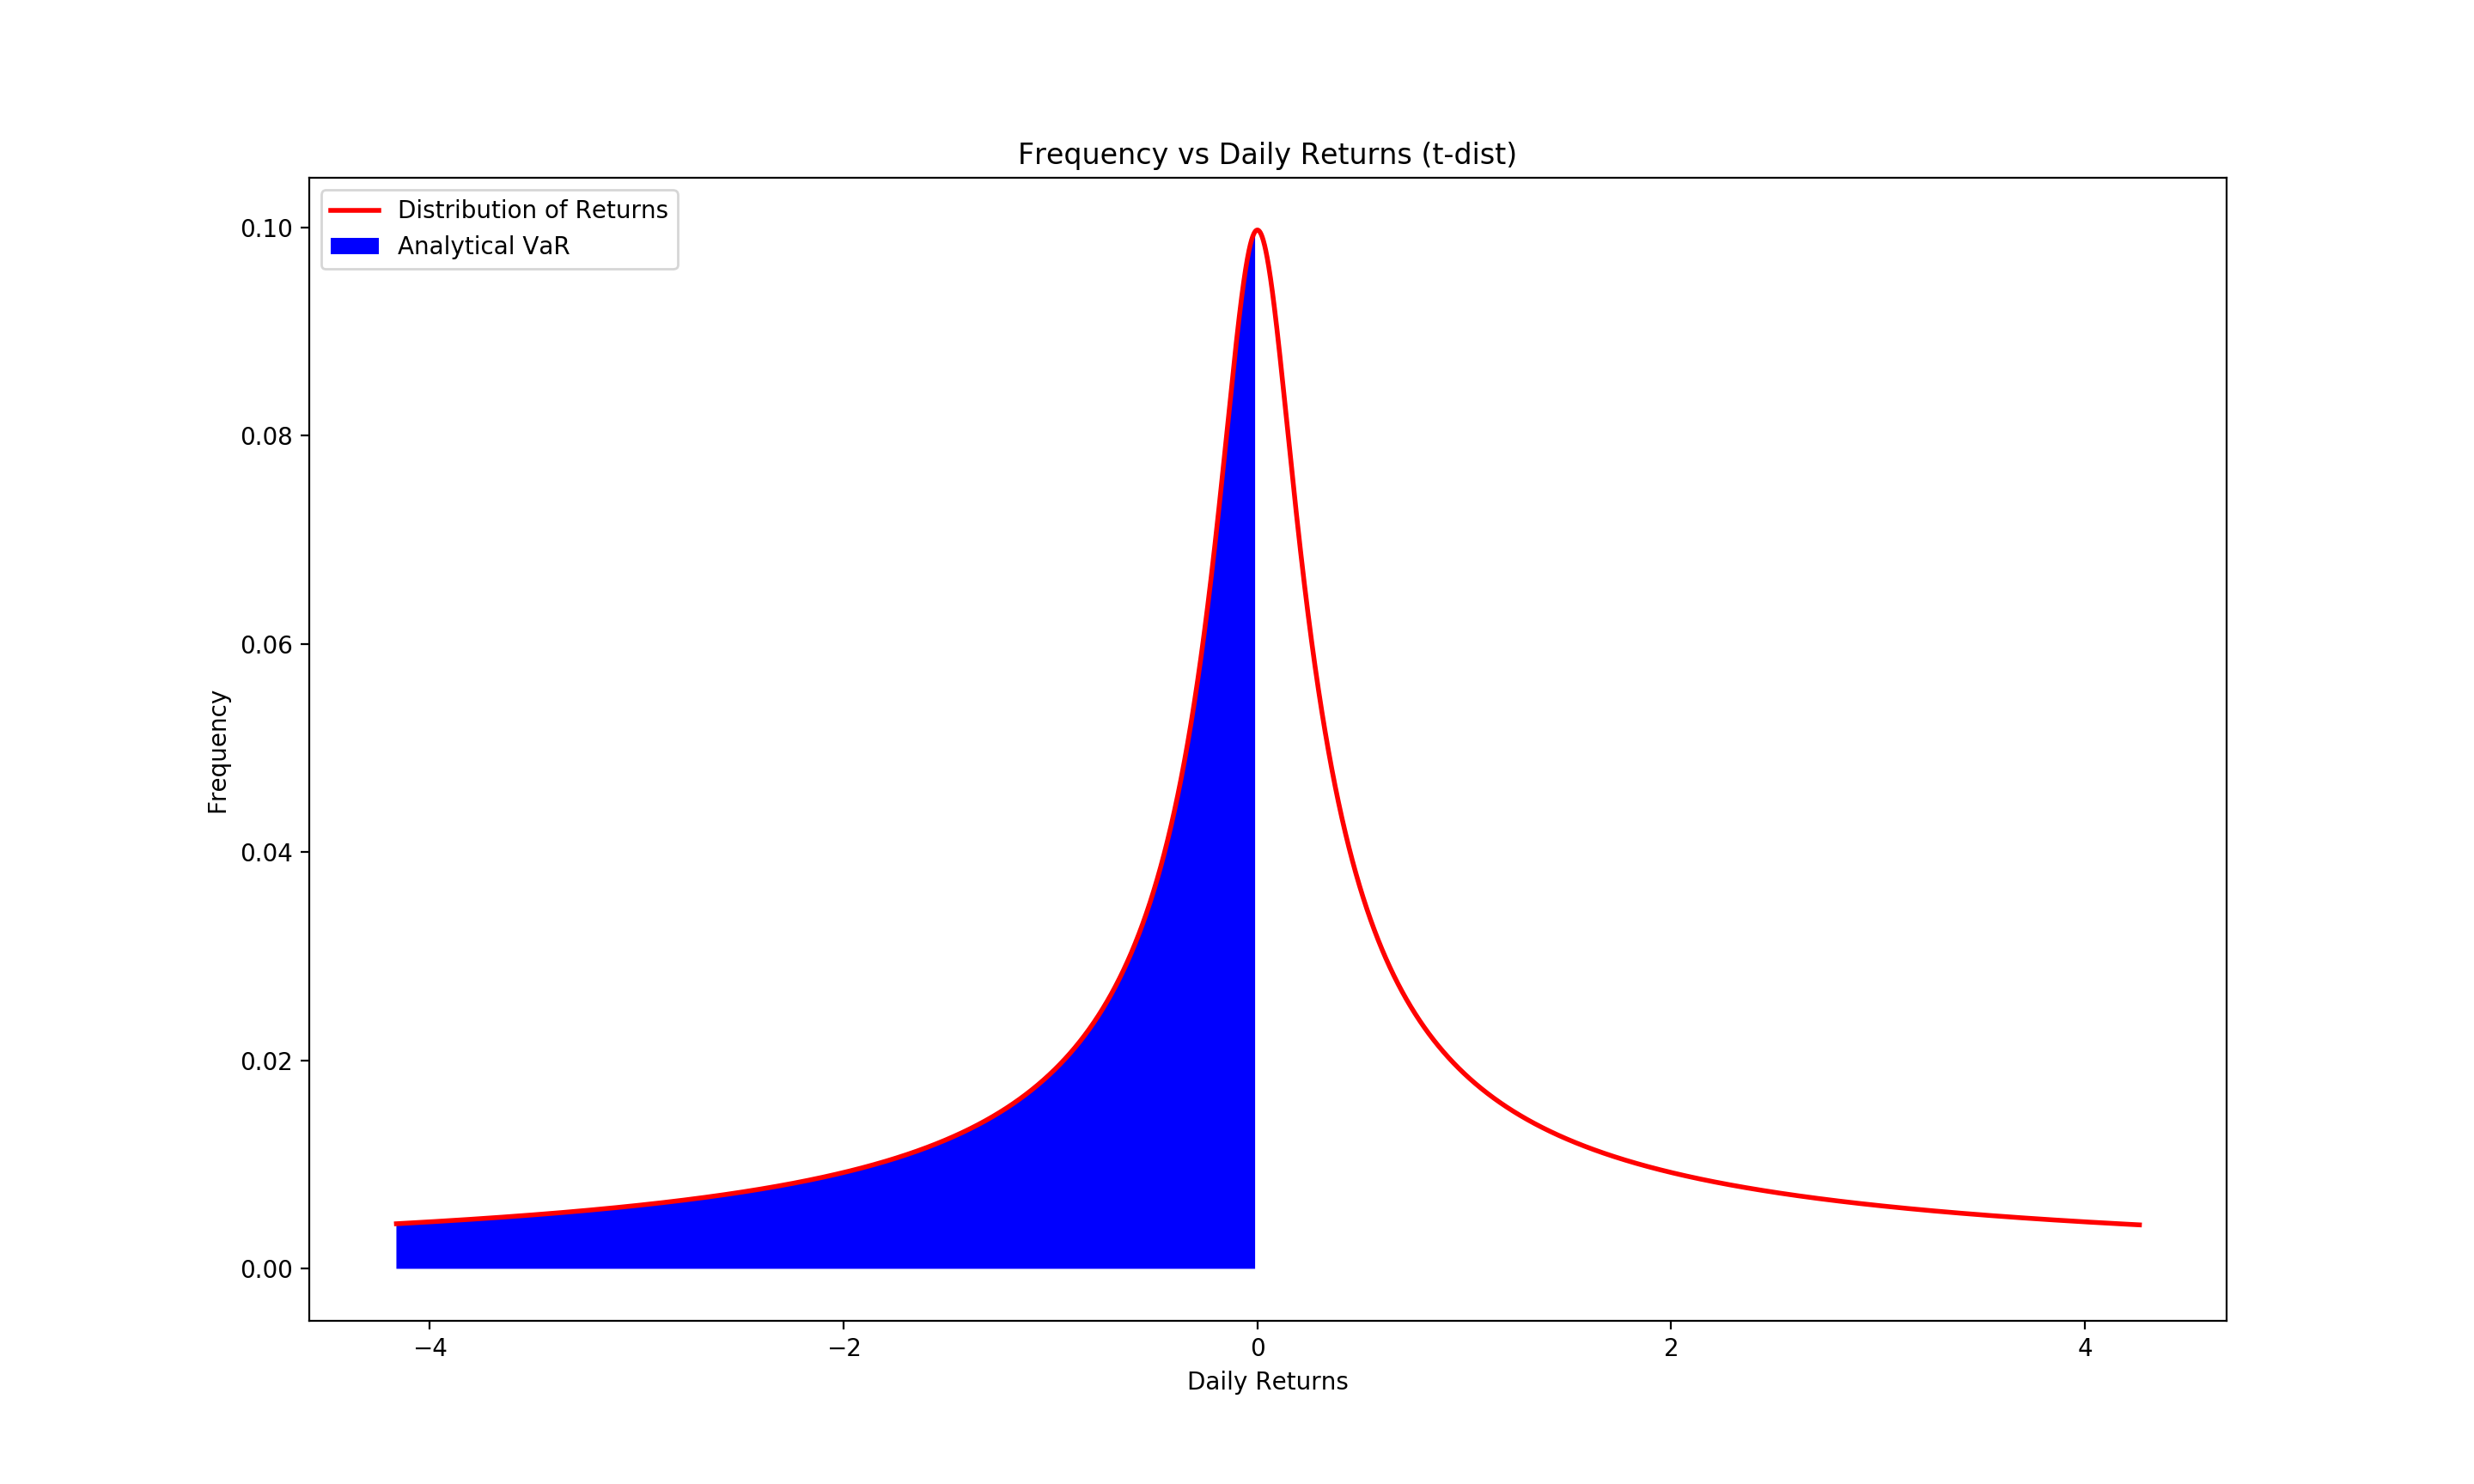 Frequency vs Daily Returns (t-dist)
Distribution of Returns
Analytical VaR
0.10
0.08
0.06
0.04
0.02
0.00
Frequency
−4
−2
0
2
4
Daily Returns